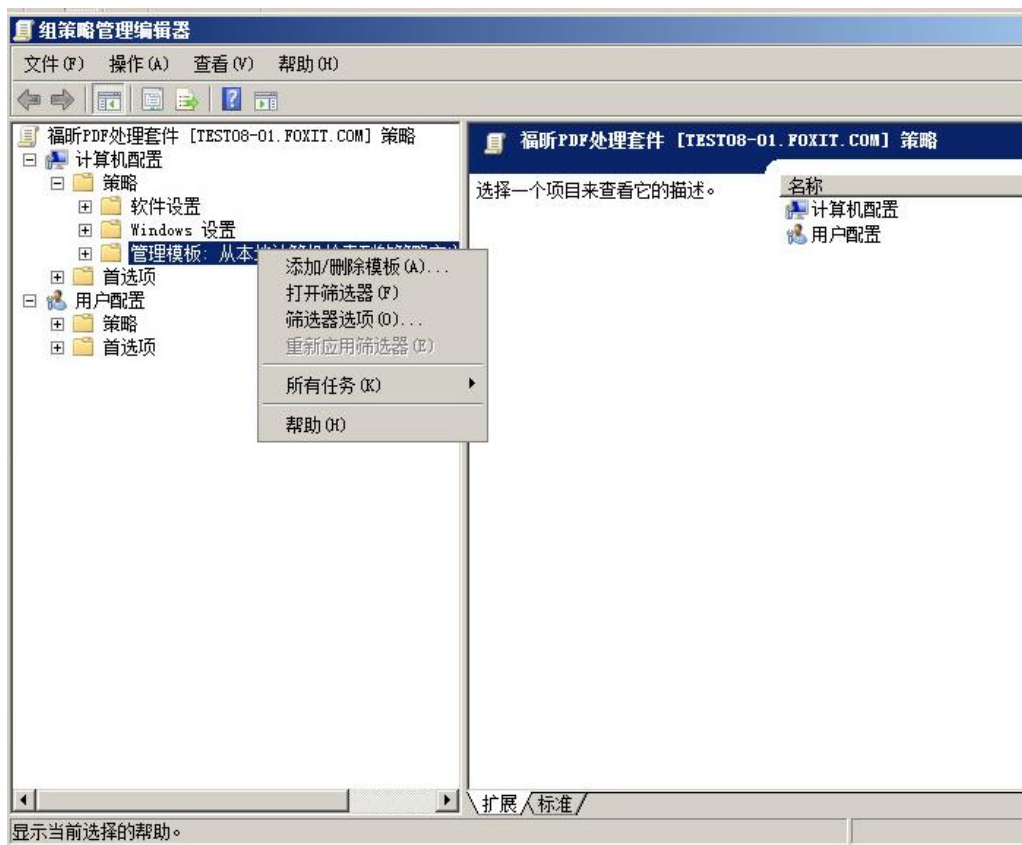 组策略管理编辑器
文件(F) 操作(A) 查看(V) 帮助(H)
福昕PDF处理套件 [TEST08-01.FOXIT.COM] 策略
计算机配置
策略
软件设置
Windows 设置
管理模板: 从本
首选项
用户配置
策略
首选项
添加/删除模板(A)...
打开筛选器(F)
筛选器选项(O)...
重新应用筛选器(E)
所有任务(K)
帮助(H)
福昕PDF处理套件 [TEST08-01.FOXIT.COM] 策略
选择一个项目来查看它的描述。
名称
计算机配置
用户配置
扩展 标准
显示当前选择的帮助。